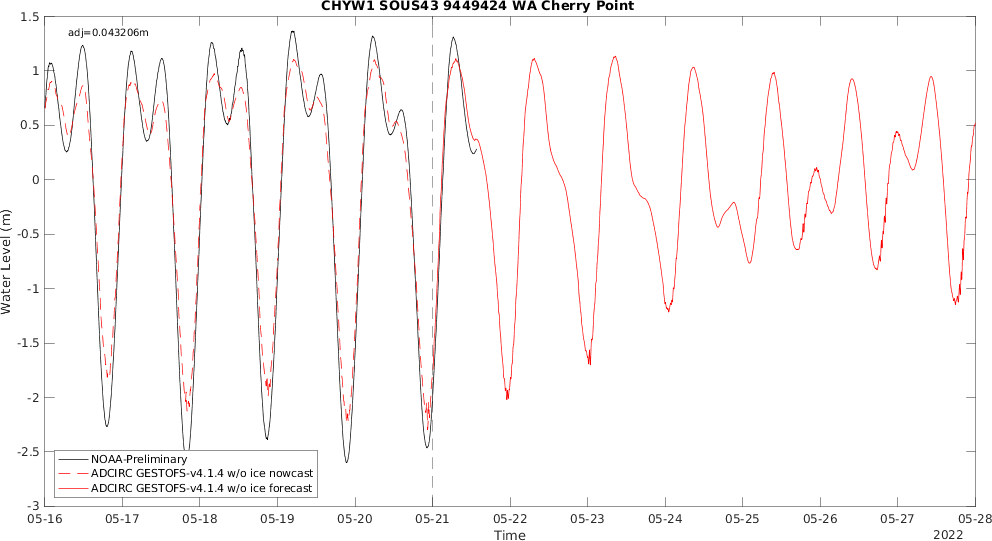 CHYW1 SOUS43 9449424 WA Cherry Point
adj=0.043206m
1.5
1
0.5
0
-0.5
-1
-1.5
-2
-2.5
-3
Water Level (m)
NOAA-Preliminary
ADCIRC GESTOFS-v4.1.4 w/o ice nowcast
ADCIRC GESTOFS-v4.1.4 w/o ice forecast
05-16 05-17 05-18 05-19 05-20 05-21 05-22 05-23 05-24 05-25 05-26 05-27 05-28
Time
2022